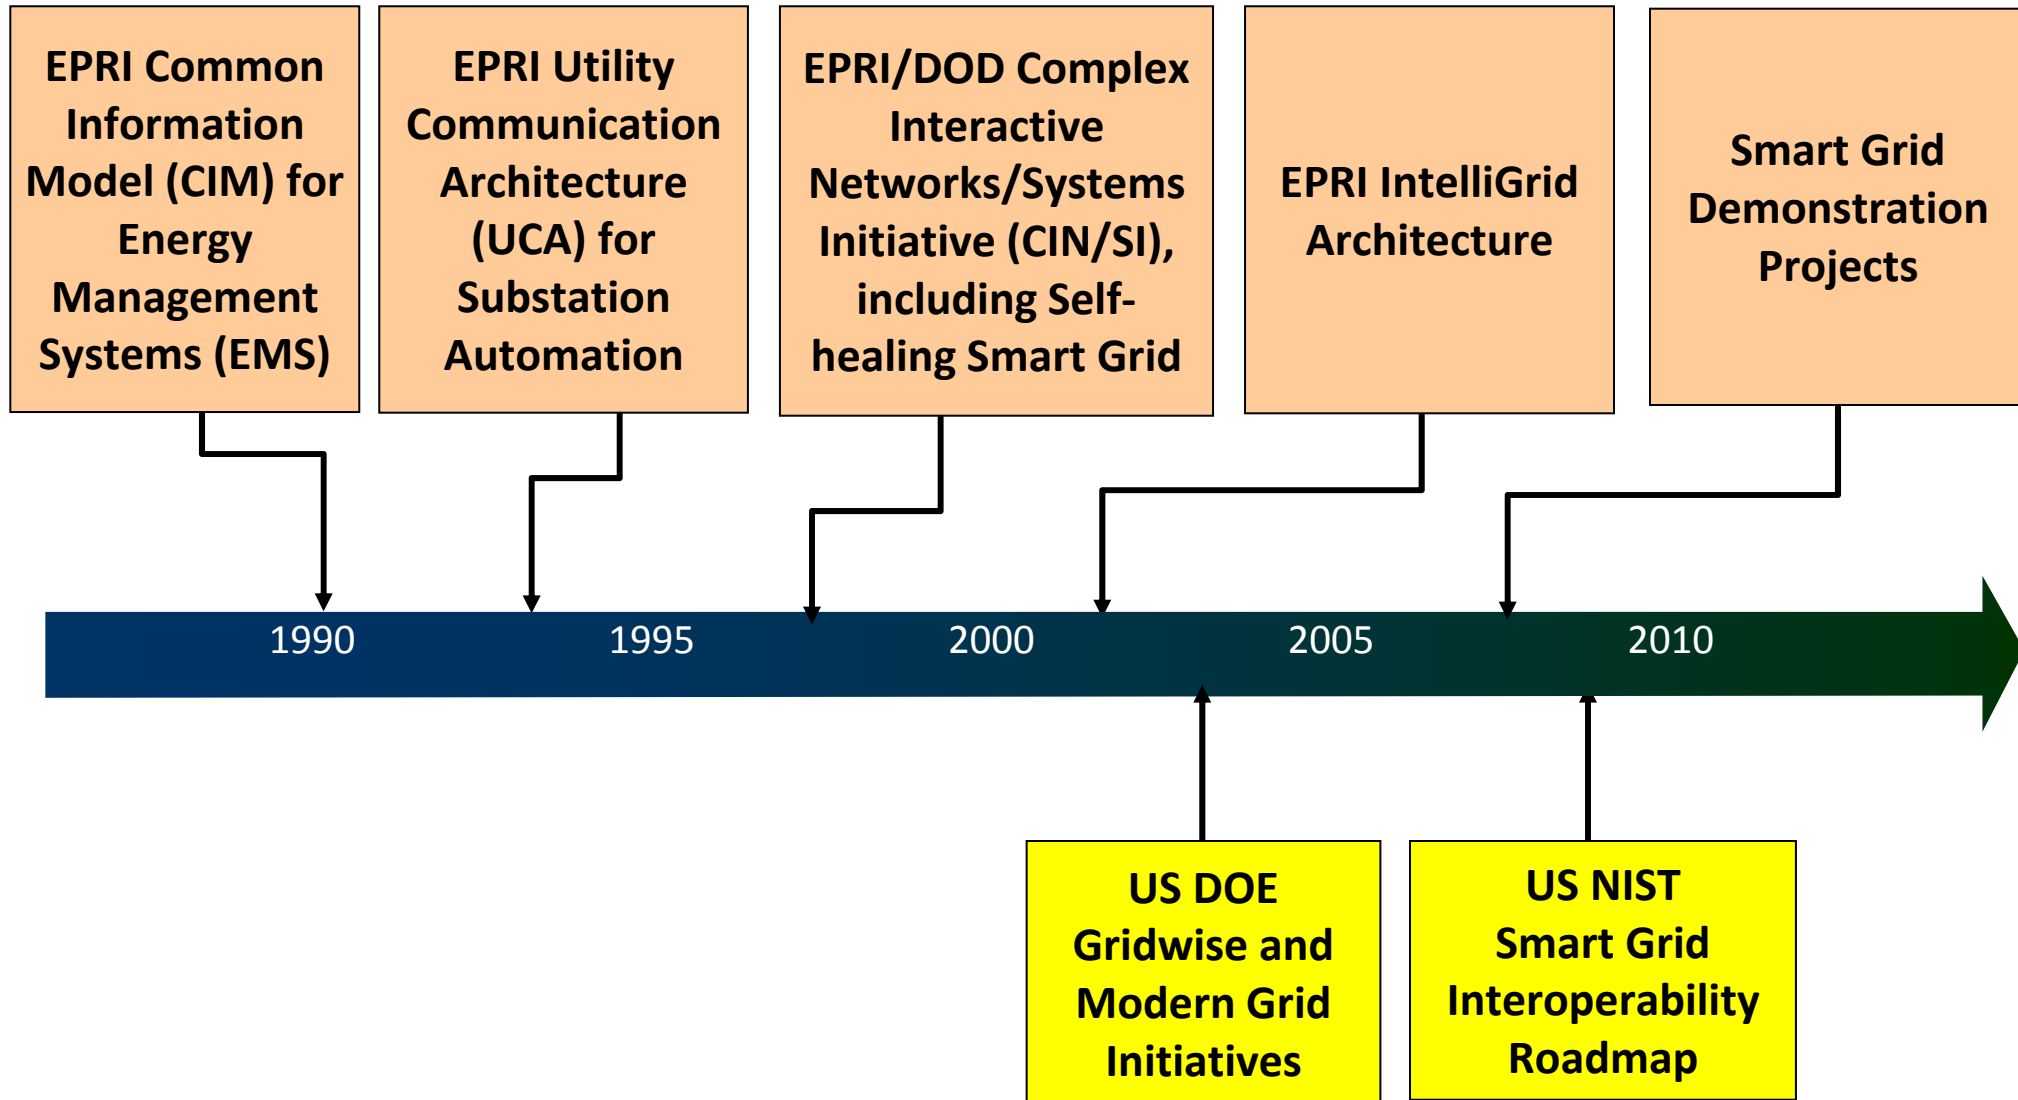 EPRI Common
Information
Model (CIM) for
Energy
Management
Systems (EMS)
EPRI Utility
Communication
Architecture
(UCA) for
Substation
Automation
EPRI/DOD Complex
Interactive
Networks/Systems
Initiative (CIN/SI),
including Self-
healing Smart Grid
EPRI IntelliGrid
Architecture
Smart Grid
Demonstration
Projects
1990
1995
2000
2005
2010
US DOE
Gridwise and
Modern Grid
Initiatives
US NIST
Smart Grid
Interoperability
Roadmap